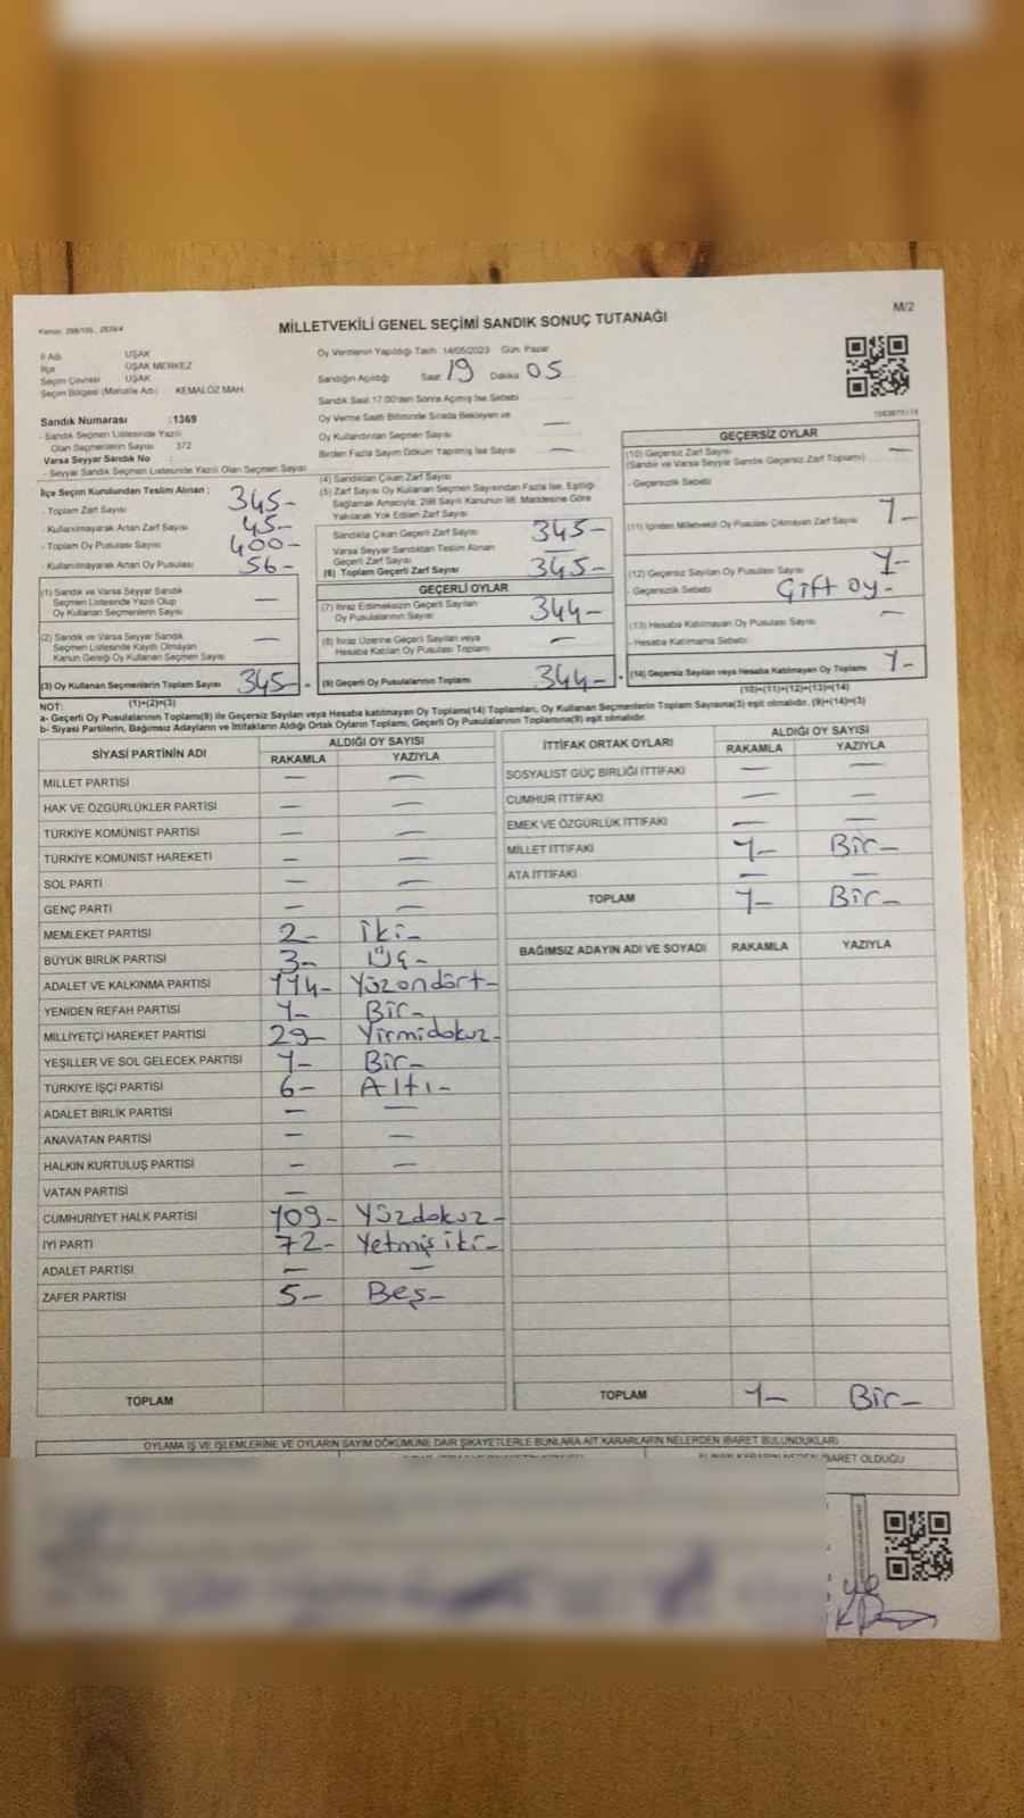 M/2
MİLLETVEKİLİ GENEL SEÇİMİ SANDIK SONUÇ TUTANAĞI
İl Adı : UŞAK
İlçe : UŞAK MERKEZ
Seçim Çevresi : UŞAK
Seçim Bölgesi (Mahalle Adı) : KEMALÖZ MAH.
Oy Vermenin Yapıldığı Tarih : 14/05/2023 Gün: Pazar
Sandığın Açıldığı Saat 19 Dakika 05
Sandık Saat 17.00'den Sonra Açılmış İse Sebebi
Oy Verme Saati Bitiminde Sırada Bekleyen ve
Oy Kullandırılan Seçmen Sayısı —
Birden Fazla Sayım Döküm Yapılmış İse Sayısı —
Sandık Numarası : 1369
- Sandık Seçmen Listesinde Yazılı
Olan Seçmenlerin Sayısı : 372
Varsa Seyyar Sandık No :
- Seyyar Sandık Seçmen Listesinde Yazılı Olan Seçmen Sayısı
İlçe Seçim Kurulundan Teslim Alınan :
- Toplam Zarf Sayısı 345-
- Kullanılmayarak Artan Zarf Sayısı 45-
- Toplam Oy Pusulası Sayısı 400-
- Kullanılmayarak Artan Oy Pusulası 56-
(1) Sandık ve Varsa Seyyar Sandık
Seçmen Listesinde Yazılı Olup
Oy Kullanan Seçmenlerin Sayısı —
(2) Sandık ve Varsa Seyyar Sandık
Seçmen Listesinde Kayıtlı Olmayan
Kanun Gereği Oy Kullanan Seçmen Sayısı —
(3) Oy Kullanan Seçmenlerin Toplam Sayısı 345-
(1)+(2)=(3)
(4) Sandıktan Çıkan Zarf Sayısı
(5) Zarf Sayısı Oy Kullanan Seçmen Sayısından Fazla İse, Eşitliği
Sağlamak Amacıyla; 298 Sayılı Kanunun 98. Maddesine Göre
Yakılarak Yok Edilen Zarf Sayısı
Sandıkta Çıkan Geçerli Zarf Sayısı 345-
Varsa Seyyar Sandıktan Teslim Alınan
Geçerli Zarf Sayısı —
(6) Toplam Geçerli Zarf Sayısı 345-
GEÇERLİ OYLAR
(7) İtiraz Edilmeksizin Geçerli Sayılan
Oy Pusulalarının Sayısı 344-
(8) İtiraz Üzerine Geçerli Sayılan veya
Hesaba Katılan Oy Pusulası Toplamı —
(9) Geçerli Oy Pusulalarının Toplamı 344-
GEÇERSİZ OYLAR
(10) Geçersiz Zarf Sayısı —
(Sandık ve Varsa Seyyar Sandık Geçersiz Zarf Toplamı)
- Geçersizlik Sebebi
(11) İçinden Milletvekili Oy Pusulası Çıkmayan Zarf Sayısı 1-
(12) Geçersiz Sayılan Oy Pusulası Sayısı 1-
- Geçersizlik Sebebi Çift oy-
(13) Hesaba Katılmayan Oy Pusulası Sayısı —
- Hesaba Katılmama Sebebi
(14) Geçersiz Sayılan veya Hesaba Katılmayan Oy Toplamı 1-
(10)+(11)+(12)+(13)=(14)
NOT:
a- Geçerli Oy Pusulalarının Toplamı(9) ile Geçersiz Sayılan veya Hesaba katılmayan Oy Toplamı(14) Toplamları, Oy Kullanan Seçmenlerin Toplam Sayısına(3) eşit olmalıdır. (9)+(14)=(3)
b- Siyasi Partilerin, Bağımsız Adayların ve İttifakların Aldığı Ortak Oyların Toplamı, Geçerli Oy Pusulalarının Toplamına(9) eşit olmalıdır.
SİYASİ PARTİNİN ADI ALDIĞI OY SAYISI
RAKAMLA YAZIYLA
MİLLET PARTİSİ — —
HAK VE ÖZGÜRLÜKLER PARTİSİ — —
TÜRKİYE KOMÜNİST PARTİSİ — —
TÜRKİYE KOMÜNİST HAREKETİ — —
SOL PARTİ — —
GENÇ PARTİ — —
MEMLEKET PARTİSİ 2- İki-
BÜYÜK BİRLİK PARTİSİ 3- Üç-
ADALET VE KALKINMA PARTİSİ 114- Yüzondört-
YENİDEN REFAH PARTİSİ 1- Bir-
MİLLİYETÇİ HAREKET PARTİSİ 29- Yirmidokuz-
YEŞİLLER VE SOL GELECEK PARTİSİ 1- Bir-
TÜRKİYE İŞÇİ PARTİSİ 6- Altı-
ADALET BİRLİK PARTİSİ — —
ANAVATAN PARTİSİ — —
HALKIN KURTULUŞ PARTİSİ — —
VATAN PARTİSİ —
CUMHURİYET HALK PARTİSİ 109- Yüzdokuz-
İYİ PARTİ 72- Yetmişiki-
ADALET PARTİSİ — —
ZAFER PARTİSİ 5- Beş-
TOPLAM
İTTİFAK ORTAK OYLARI ALDIĞI OY SAYISI
RAKAMLA YAZIYLA
SOSYALİST GÜÇ BİRLİĞİ İTTİFAKI — —
CUMHUR İTTİFAKI — —
EMEK VE ÖZGÜRLÜK İTTİFAKI — —
MİLLET İTTİFAKI 1- Bir-
ATA İTTİFAKI — —
TOPLAM 1- Bir-
BAĞIMSIZ ADAYIN ADI VE SOYADI RAKAMLA YAZIYLA
TOPLAM 1- Bir-
OYLAMA İŞ VE İŞLEMLERİNE VE OYLARIN SAYIM DÖKÜMÜNE DAİR ŞİKAYETLERLE BUNLARA AİT KARARLARIN NELERDEN İBARET BULUNDUKLARI
İBARET OLDUĞU